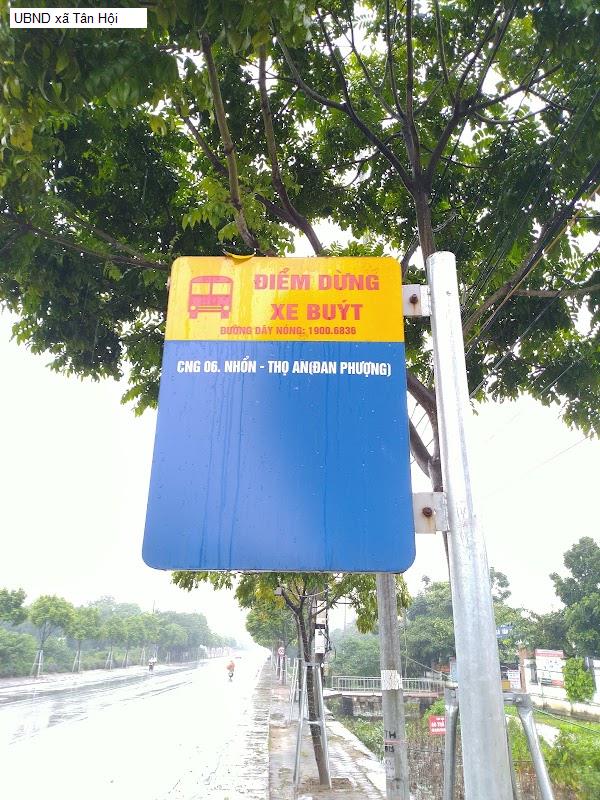 UBND xã Tân Hội
ĐIỂM DỪNG
XE BUÝT
ĐƯỜNG DÂY NÓNG: 1900.6836
CNG 06. NHỔN - THỌ AN(ĐAN PHƯỢNG)